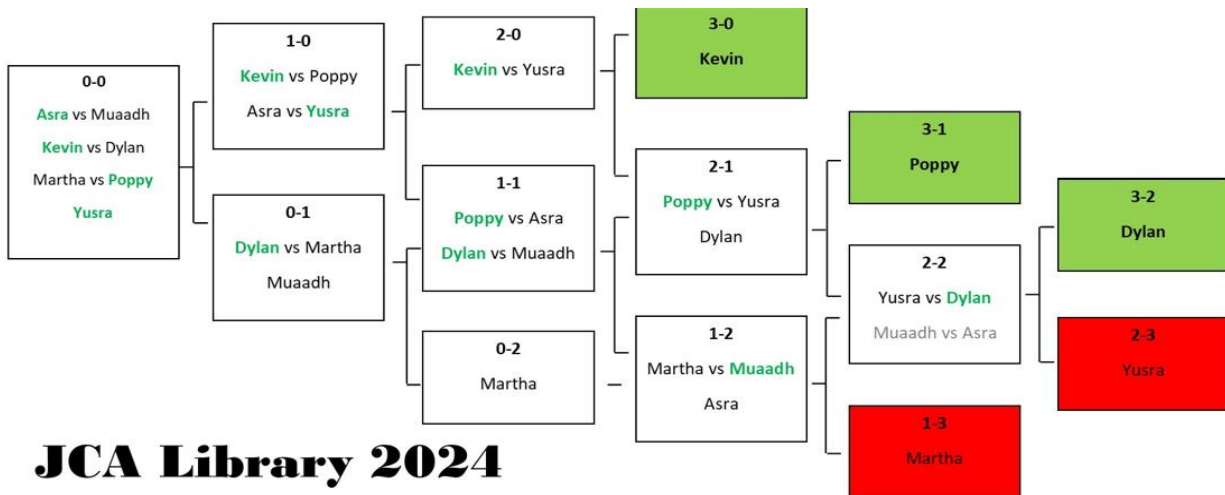 0-0
Asra vs Muaadh
Kevin vs Dylan
Martha vs Poppy
Yusra
1-0
Kevin vs Poppy
Asra vs Yusra
0-1
Dylan vs Martha
Muaadh
2-0
Kevin vs Yusra
1-1
Poppy vs Asra
Dylan vs Muaadh
0-2
Martha
3-0
Kevin
2-1
Poppy vs Yusra
Dylan
1-2
Martha vs Muaadh
Asra
3-1
Poppy
2-2
Yusra vs Dylan
Muaadh vs Asra
1-3
Martha
3-2
Dylan
2-3
Yusra
JCA Library 2024